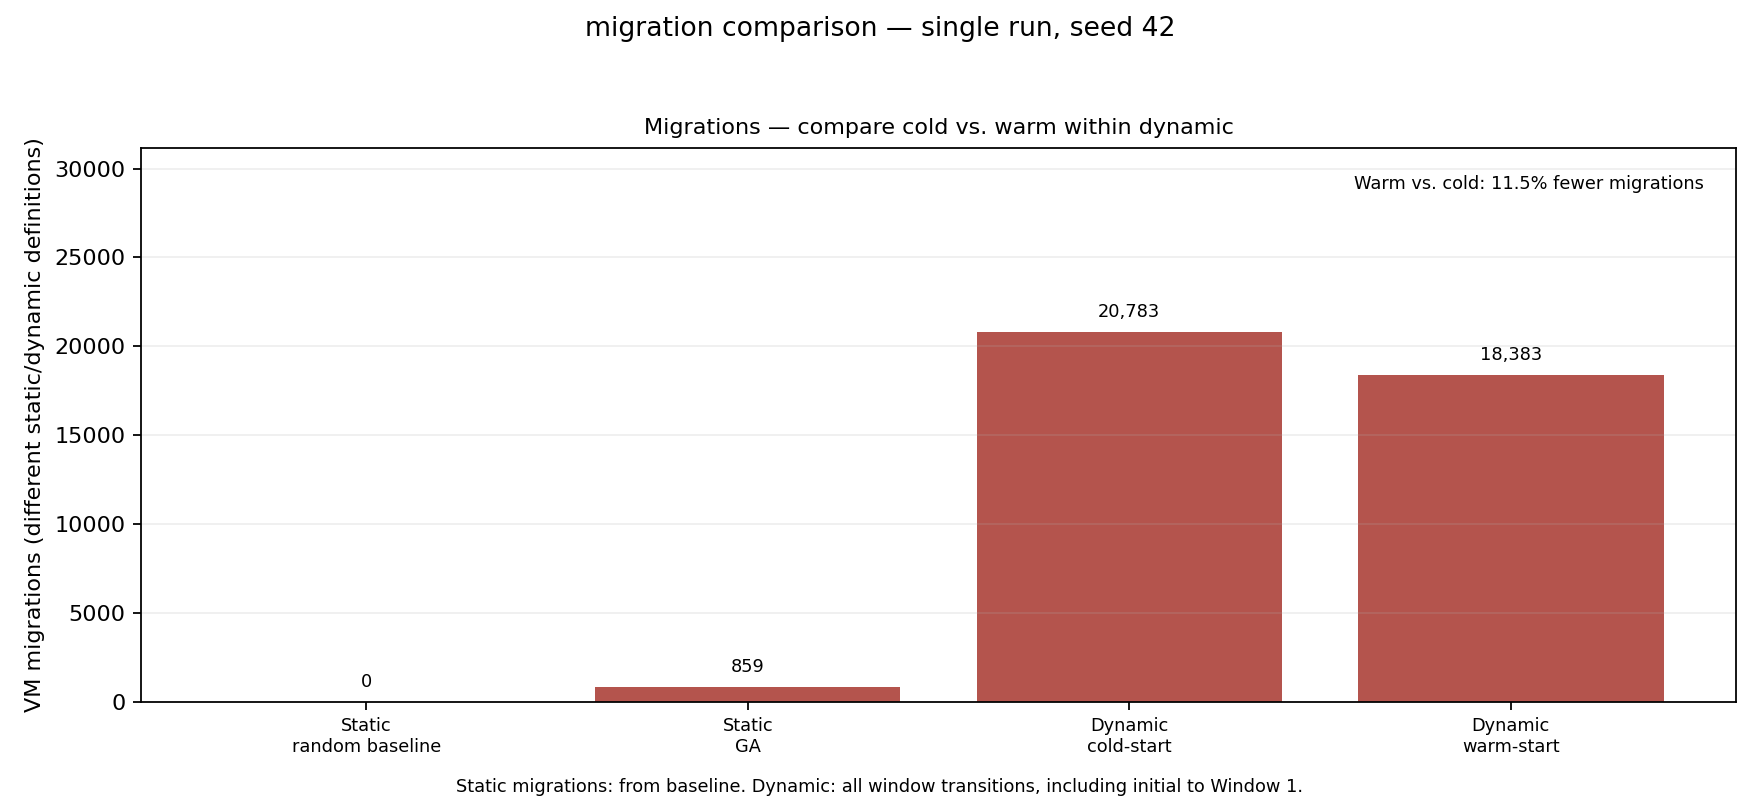 migration comparison — single run, seed 42
Migrations — compare cold vs. warm within dynamic
VM migrations (different static/dynamic definitions)
30000
25000
20000
15000
10000
5000
0
Warm vs. cold: 11.5% fewer migrations
0
859
20,783
18,383
Static
random baseline
Static
GA
Dynamic
cold-start
Dynamic
warm-start
Static migrations: from baseline. Dynamic: all window transitions, including initial to Window 1.